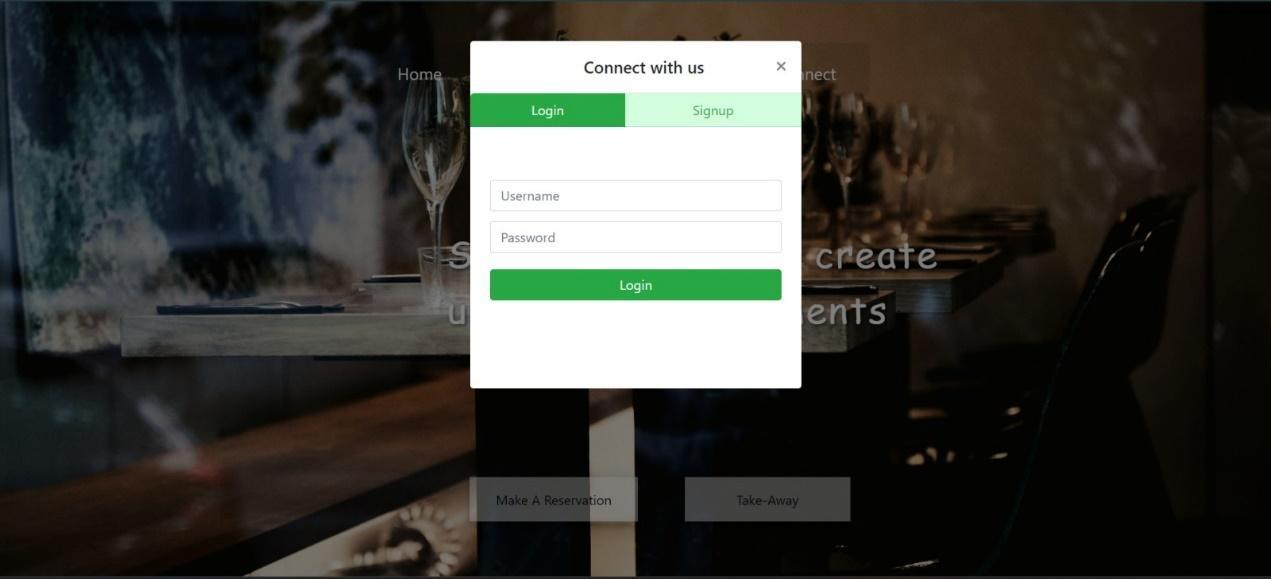 Connect with us ×
Home
Login Signup
Username
Password
create
Login
Make A Reservation Take-Away